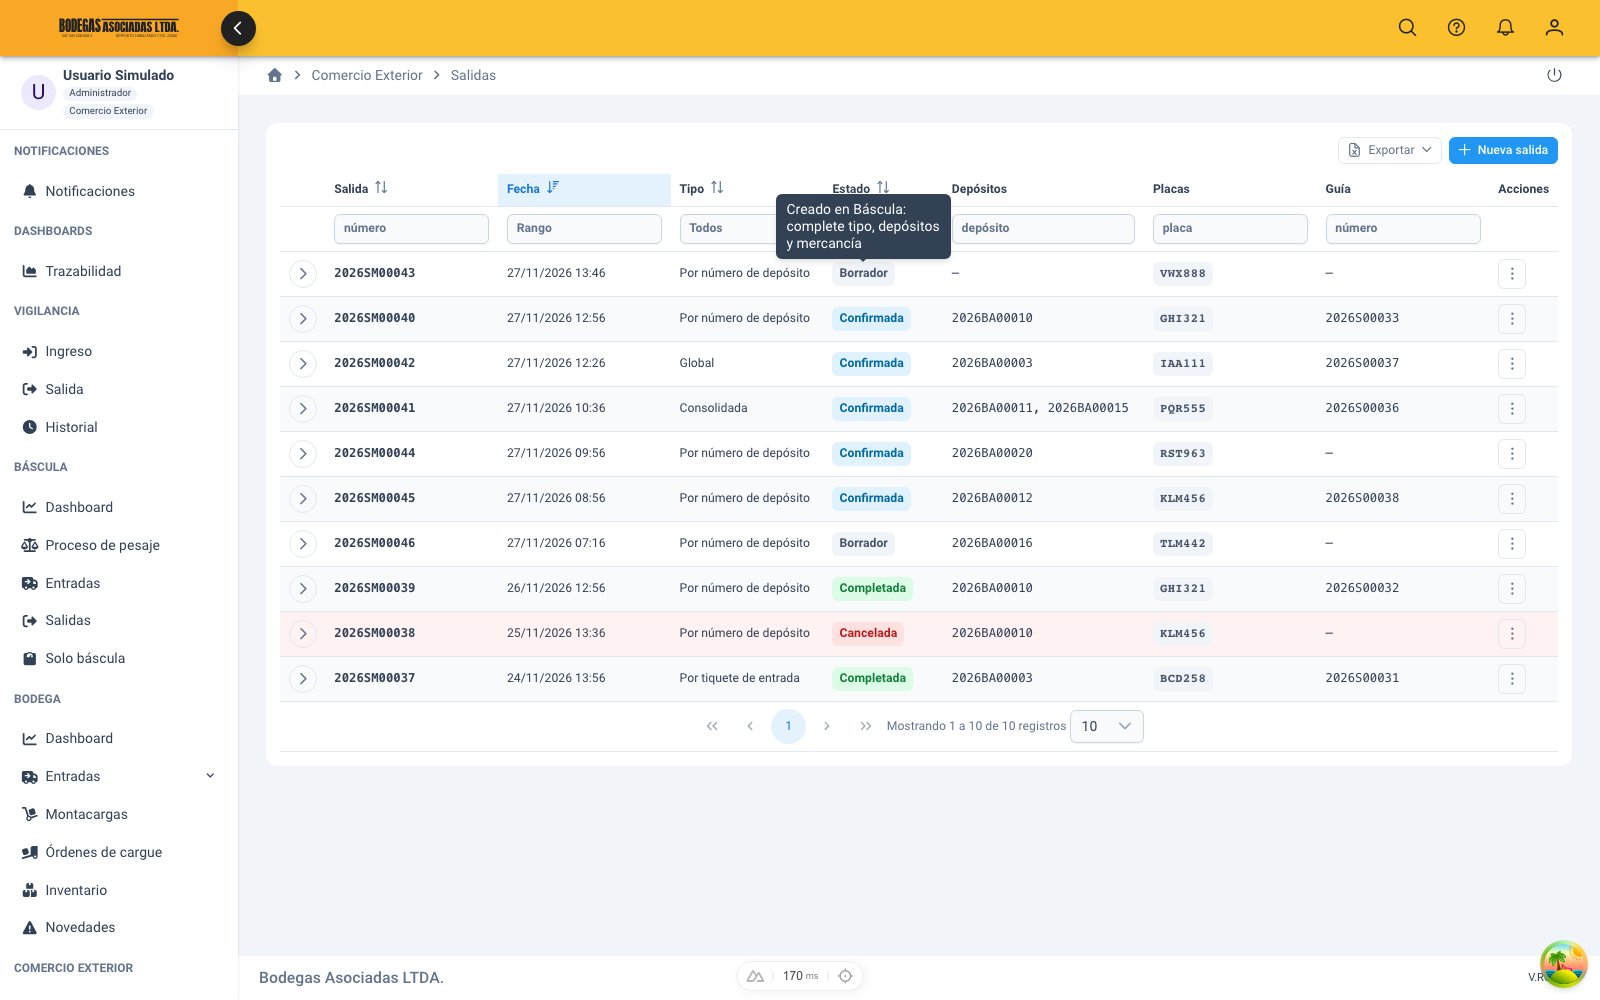 BODEGAS ASOCIADAS LTDA.
Usuario Simulado
U
Administrador
Comercio Exterior
NOTIFICACIONES
Notificaciones
DASHBOARDS
Trazabilidad
VIGILANCIA
Ingreso
Salida
Historial
BÁSCULA
Dashboard
Proceso de pesaje
Entradas
Salidas
Solo báscula
BODEGA
Dashboard
Entradas
Montacargas
Órdenes de cargue
Inventario
Novedades
COMERCIO EXTERIOR
Comercio Exterior Salidas
Exportar Nueva salida
Salida Fecha Tipo Estado Depósitos Placas Guía Acciones
número Rango Todos depósito placa número
Creado en Báscula:
complete tipo, depósitos
y mercancía
2026SM00043 27/11/2026 13:46 Por número de depósito Borrador – VWX888 –
2026SM00040 27/11/2026 12:56 Por número de depósito Confirmada 2026BA00010 GHI321 2026S00033
2026SM00042 27/11/2026 12:26 Global Confirmada 2026BA00003 IAA111 2026S00037
2026SM00041 27/11/2026 10:36 Consolidada Confirmada 2026BA00011, 2026BA00015 PQR555 2026S00036
2026SM00044 27/11/2026 09:56 Por número de depósito Confirmada 2026BA00020 RST963 –
2026SM00045 27/11/2026 08:56 Por número de depósito Confirmada 2026BA00012 KLM456 2026S00038
2026SM00046 27/11/2026 07:16 Por número de depósito Borrador 2026BA00016 TLM442 –
2026SM00039 26/11/2026 12:56 Por número de depósito Completada 2026BA00010 GHI321 2026S00032
2026SM00038 25/11/2026 13:36 Por número de depósito Cancelada 2026BA00010 KLM456 –
2026SM00037 24/11/2026 13:56 Por tiquete de entrada Completada 2026BA00003 BCD258 2026S00031
1 Mostrando 1 a 10 de 10 registros 10
Bodegas Asociadas LTDA.
170 ms